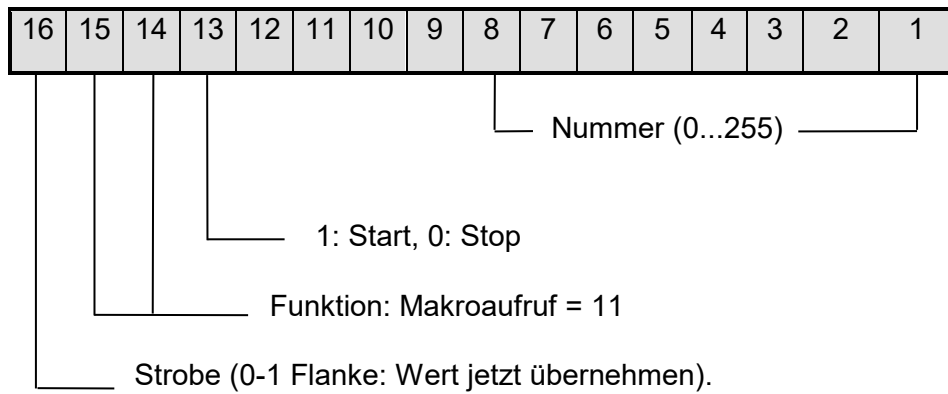 16 15 14 13 12 11 10 9 8 7 6 5 4 3 2 1
Nummer (0...255)
1: Start, 0: Stop
Funktion: Makroaufruf = 11
Strobe (0-1 Flanke: Wert jetzt übernehmen).